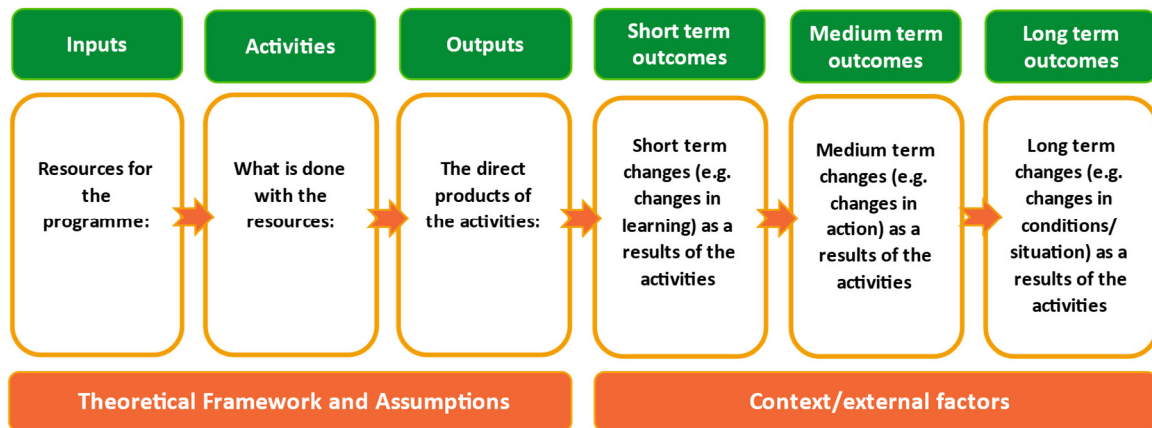 Inputs
Activities
Outputs
Short term
outcomes
Medium term
outcomes
Long term
outcomes
Resources for
the
programme:
What is done
with the
resources:
The direct
products of
the activities:
Short term
changes (e.g.
changes in
learning) as a
results of the
activities
Medium term
changes (e.g.
changes in
action) as a
results of the
activities
Long term
changes (e.g.
changes in
conditions/
situation) as a
results of the
activities
Theoretical Framework and Assumptions
Context/external factors